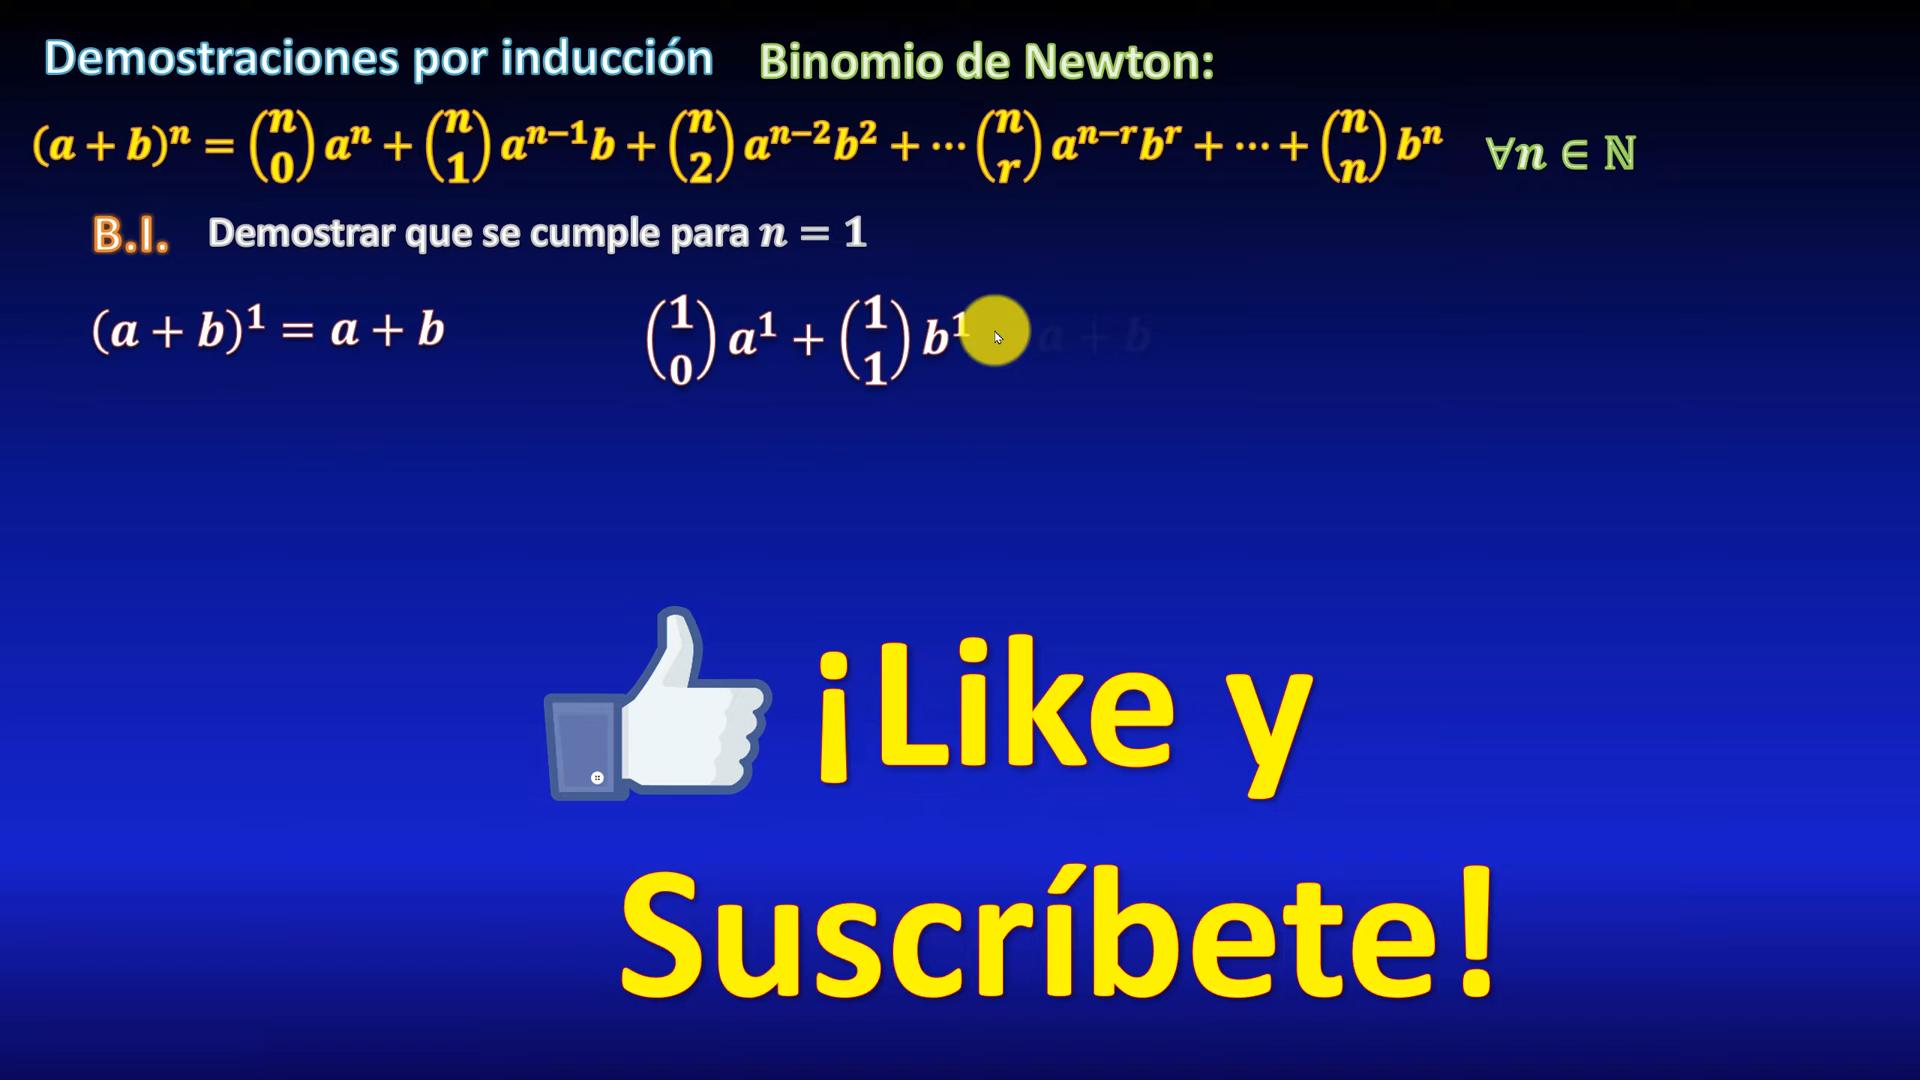 Demostraciones por inducción Binomio de Newton:
(a + b)ⁿ = (n 0) aⁿ + (n 1) aⁿ⁻¹b + (n 2) aⁿ⁻²b² + ⋯ (n r) aⁿ⁻ʳbʳ + ⋯ + (n n) bⁿ ∀n ∈ ℕ
B.I. Demostrar que se cumple para n = 1
(a + b)¹ = a + b (1 0) a¹ + (1 1) b¹ a + b
¡Like y
Suscríbete!